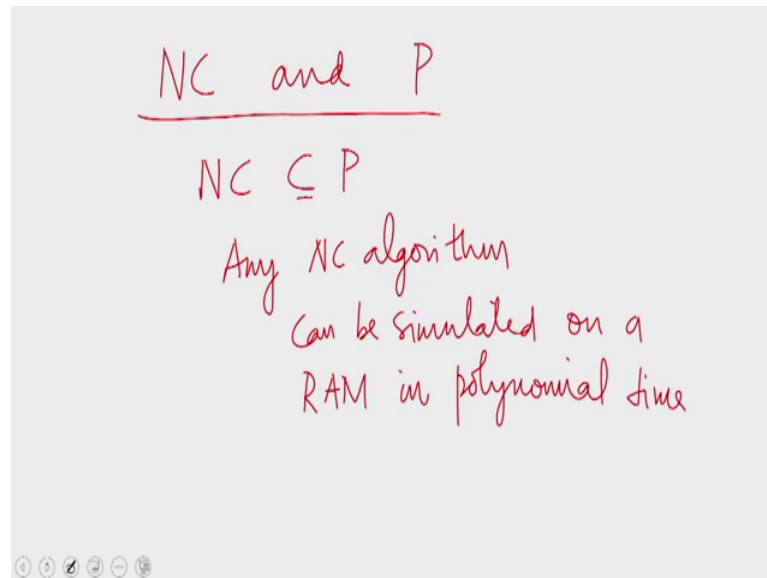 NC and P
NC ⊆ P
Any NC algorithm
can be simulated on a
RAM in polynomial time